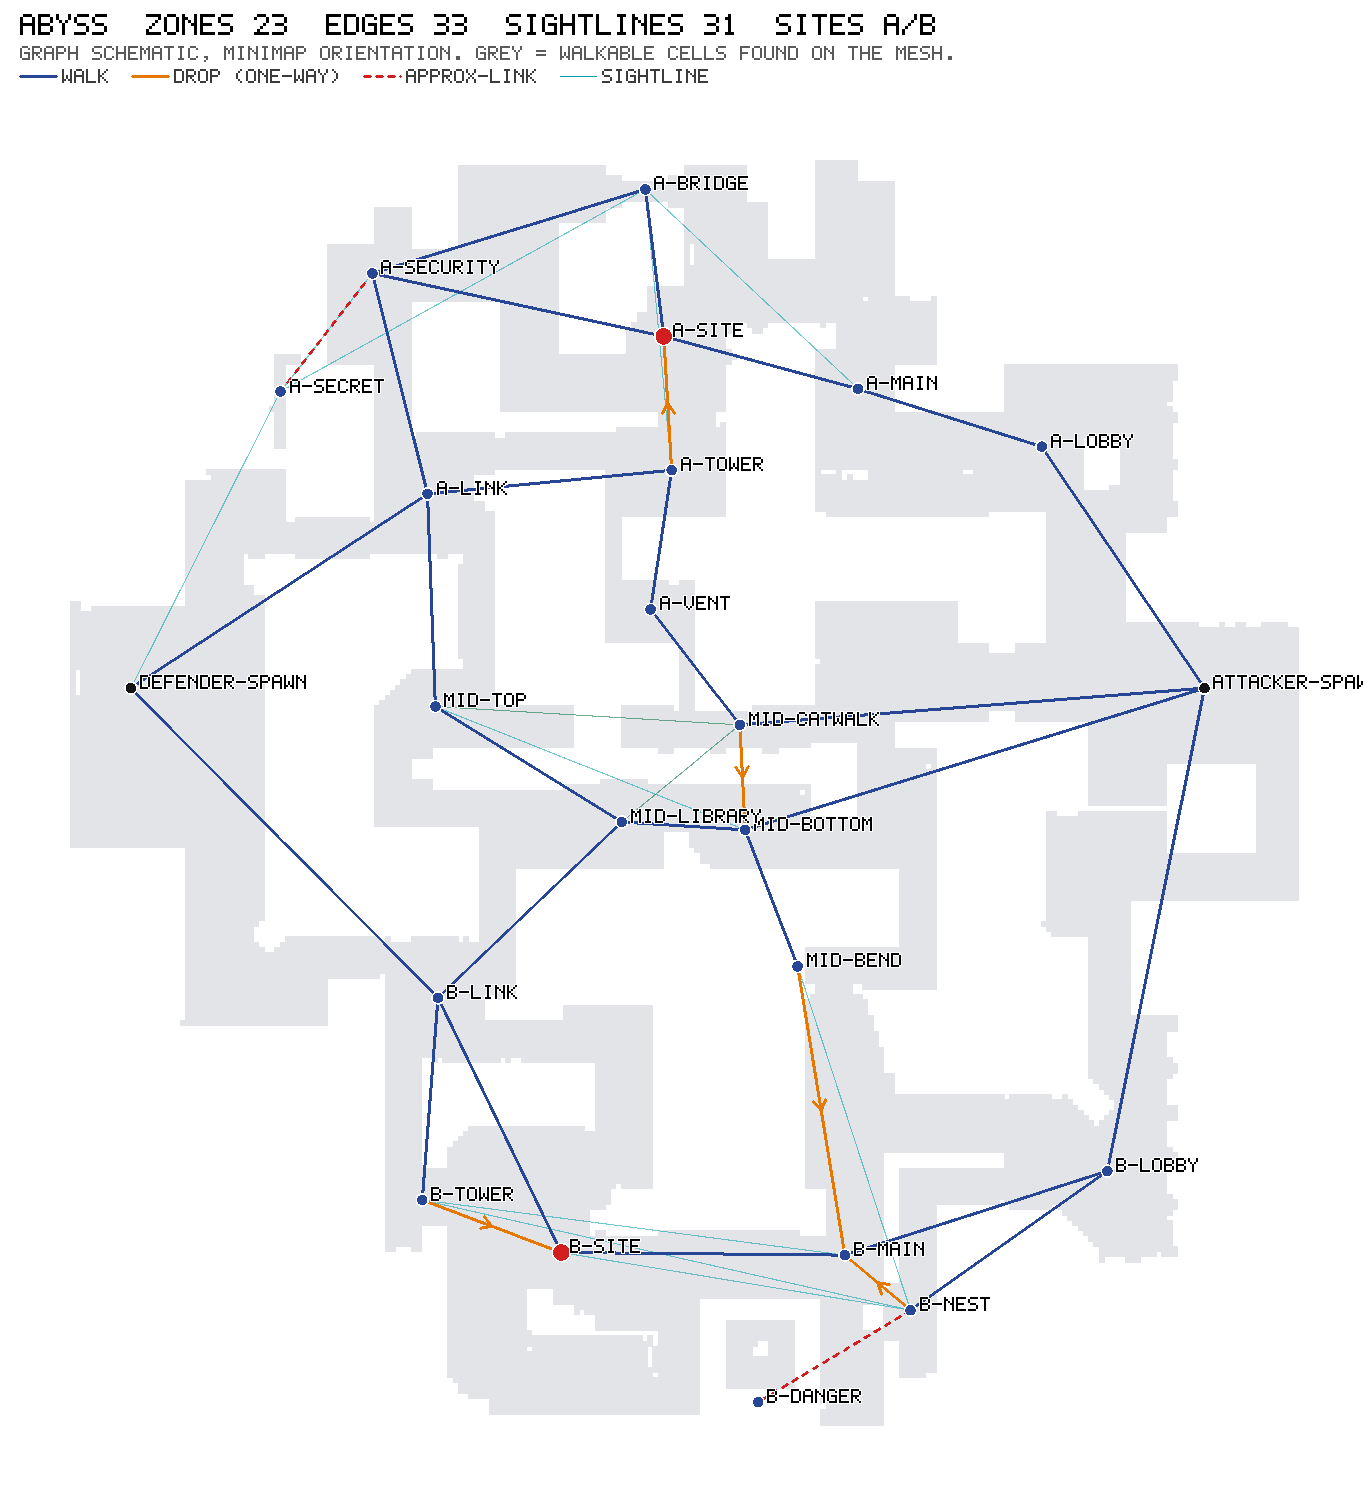 ABYSS  ZONES 23  EDGES 33  SIGHTLINES 31  SITES A/B
GRAPH SCHEMATIC, MINIMAP ORIENTATION. GREY = WALKABLE CELLS FOUND ON THE MESH.
WALK  DROP (ONE-WAY)  APPROX-LINK  SIGHTLINE
A-BRIDGE
A-SECURITY
A-SITE
A-SECRET
A-MAIN
A-LOBBY
A-TOWER
A-LINK
A-VENT
DEFENDER-SPAWN
ATTACKER-SPAW
MID-TOP
MID-CATWALK
MID-LIBRARY
MID-BOTTOM
MID-BEND
B-LINK
B-LOBBY
B-TOWER
B-SITE
B-MAIN
B-NEST
B-DANGER